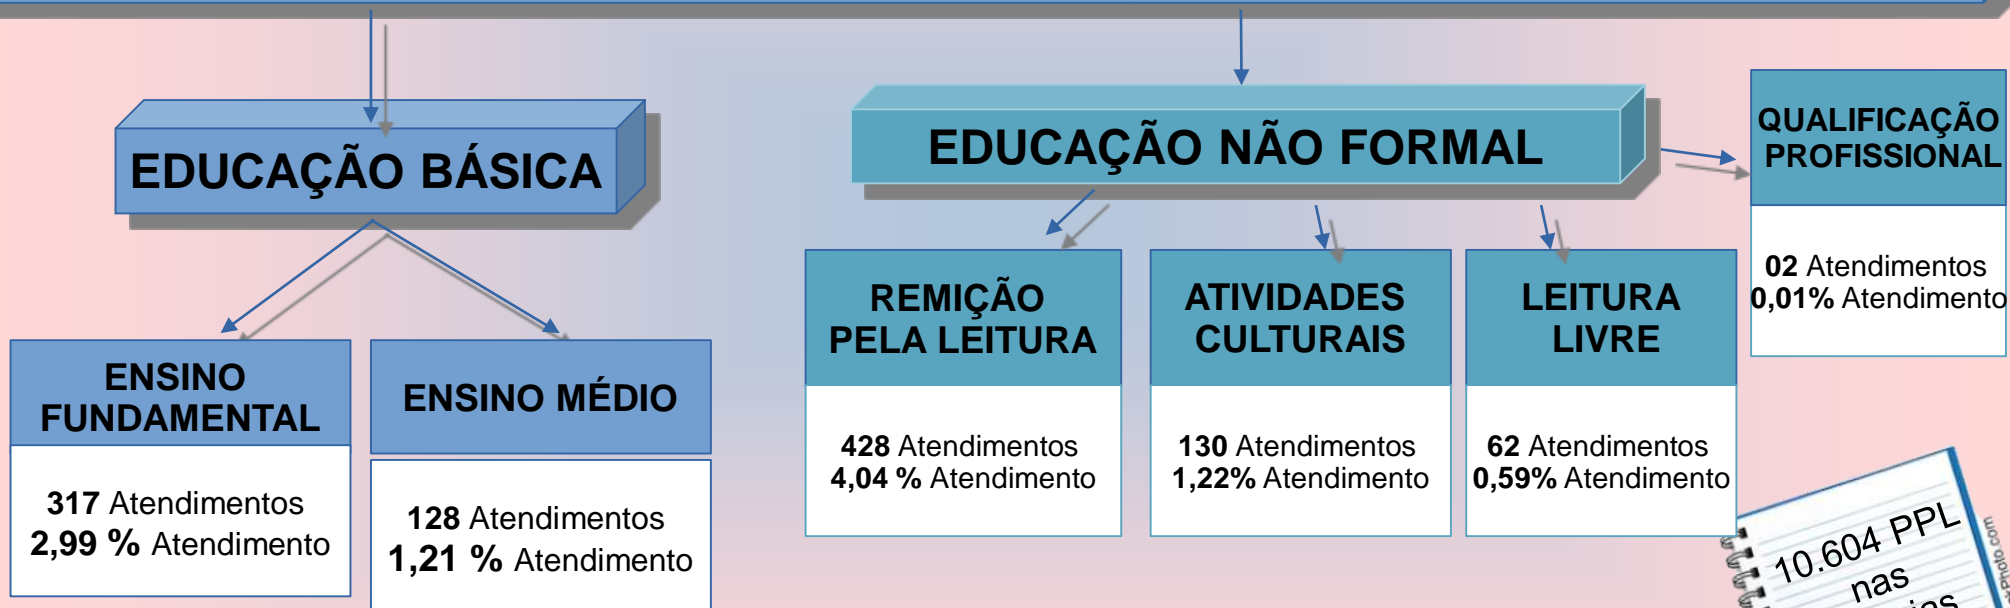 EDUCAÇÃO BÁSICA
ENSINO
FUNDAMENTAL
317 Atendimentos
2,99 % Atendimento
ENSINO MÉDIO
128 Atendimentos
1,21 % Atendimento
EDUCAÇÃO NÃO FORMAL
REMIÇÃO
PELA LEITURA
428 Atendimentos
4,04 % Atendimento
ATIVIDADES
CULTURAIS
130 Atendimentos
1,22% Atendimento
LEITURA
LIVRE
62 Atendimentos
0,59% Atendimento
QUALIFICAÇÃO
PROFISSIONAL
02 Atendimentos
0,01% Atendimento
10.604 PPL
nas